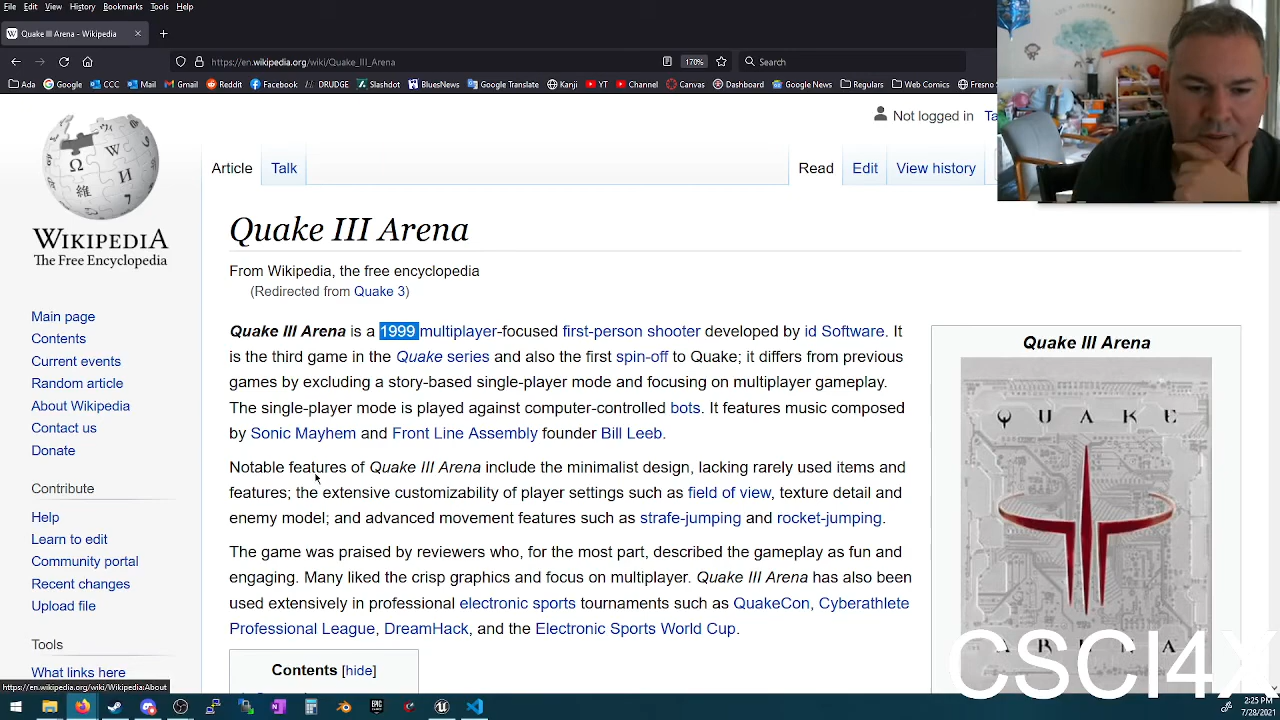 File Edit View History Bookmarks Tools Help
Quake III Arena - Wikipedia
https://en.wikipedia.org/wiki/Quake_III_Arena
170%
Search
Ada Google CCC Mail Gmail Reddit Facebook DRUDGE Slashdot BluesNews Google Translate Kanji YT Channel Canvas Dashboard Google News Regulars Web Comics Fresno
Not logged in Ta
Article Talk Read Edit View history
WIKIPEDIA
The Free Encyclopedia
Main page
Contents
Current events
Random article
About Wikipedia
Contact us
Donate
Contribute
Help
Learn to edit
Community portal
Recent changes
Upload file
Tools
What links here
https://en.wikipedia.org/wiki/Wikipedia:About
Quake III Arena
From Wikipedia, the free encyclopedia
(Redirected from Quake 3)
Quake III Arena is a 1999 multiplayer-focused first-person shooter developed by id Software. It
is the third game in the Quake series and also the first spin-off to Quake; it differs from previous
games by excluding a story-based single-player mode and focusing on multiplayer gameplay.
The single-player mode is played against computer-controlled bots. It features music composed
by Sonic Mayhem and Front Line Assembly founder Bill Leeb.
Notable features of Quake III Arena include the minimalist design, lacking rarely used items and
features; the extensive customizability of player settings such as field of view, texture detail and
enemy model; and advanced movement features such as strafe-jumping and rocket-jumping.
The game was praised by reviewers who, for the most part, described the gameplay as fun and
engaging. Many liked the crisp graphics and focus on multiplayer. Quake III Arena has also been
used extensively in professional electronic sports tournaments such as QuakeCon, Cyberathlete
Professional League, DreamHack, and the Electronic Sports World Cup.
Contents [hide]
Quake III Arena
QUAKE
ARENA
CSCI4X
2:25 PM
7/28/2021